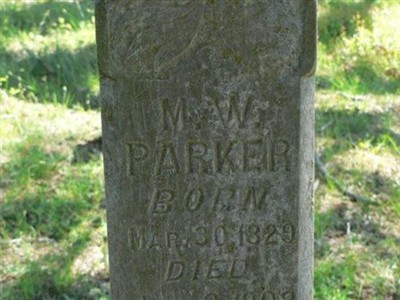 M. W.
PARKER
BORN
MAR. 30, 1829
DIED